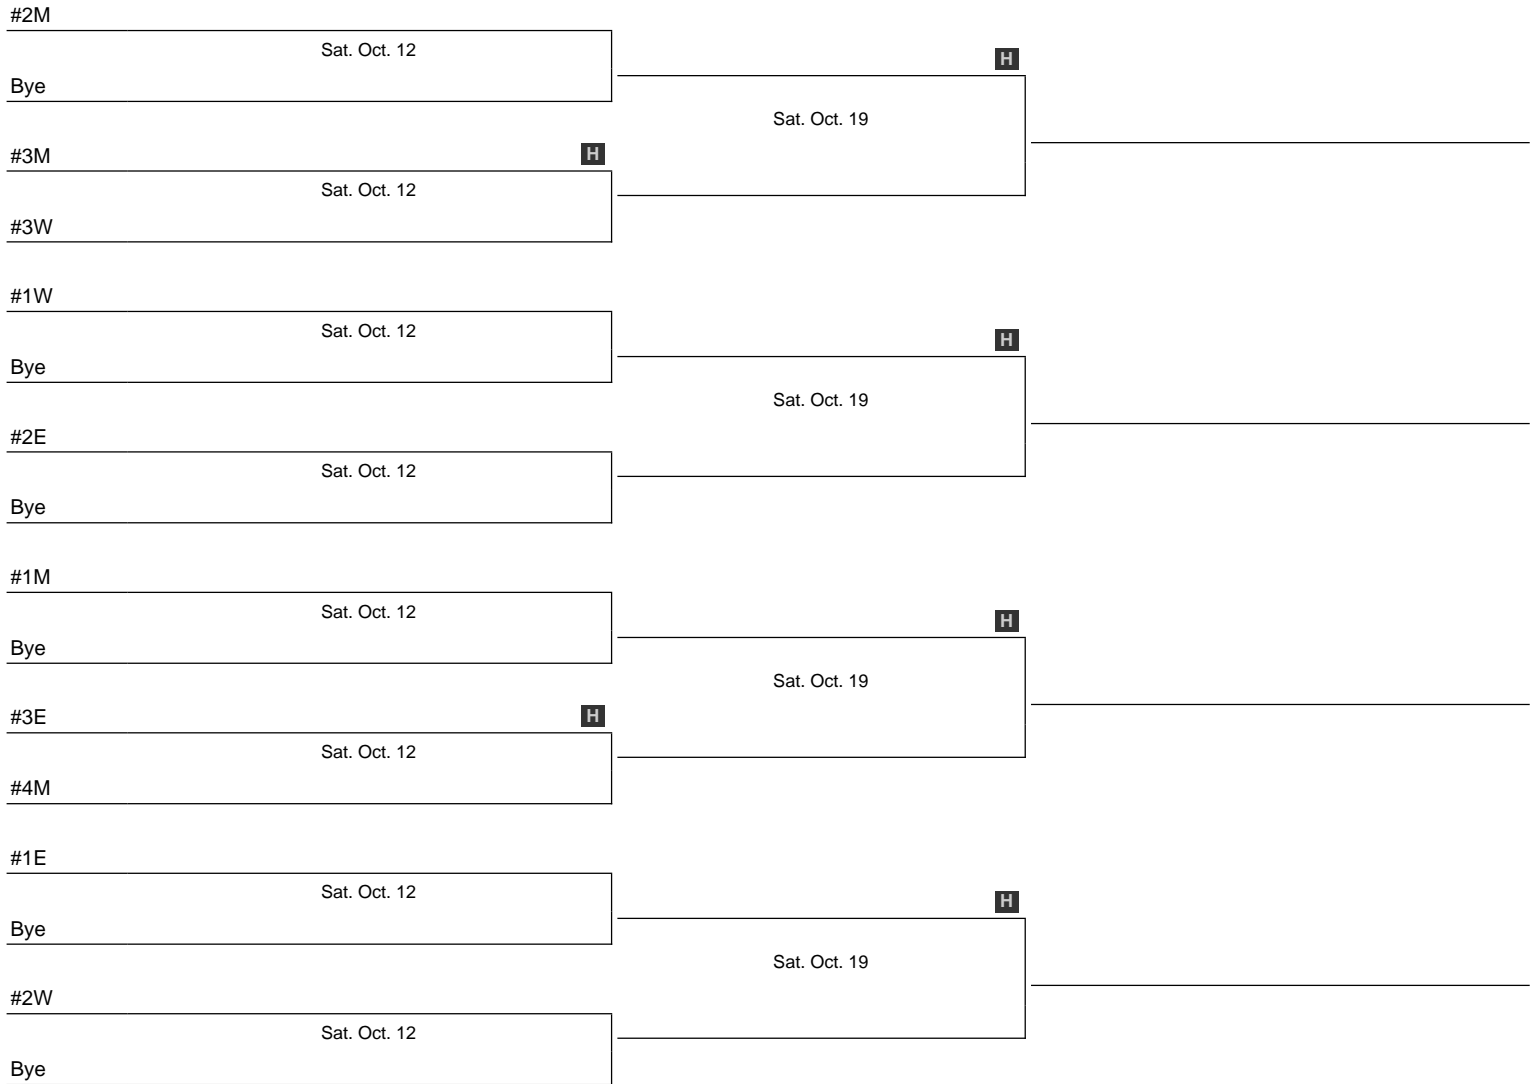 #2M
Sat. Oct. 12
H
Bye
Sat. Oct. 19
#3M
H
Sat. Oct. 12
#3W
#1W
Sat. Oct. 12
H
Bye
Sat. Oct. 19
#2E
Sat. Oct. 12
Bye
#1M
Sat. Oct. 12
H
Bye
Sat. Oct. 19
#3E
H
Sat. Oct. 12
#4M
#1E
Sat. Oct. 12
H
Bye
Sat. Oct. 19
#2W
Sat. Oct. 12
Bye